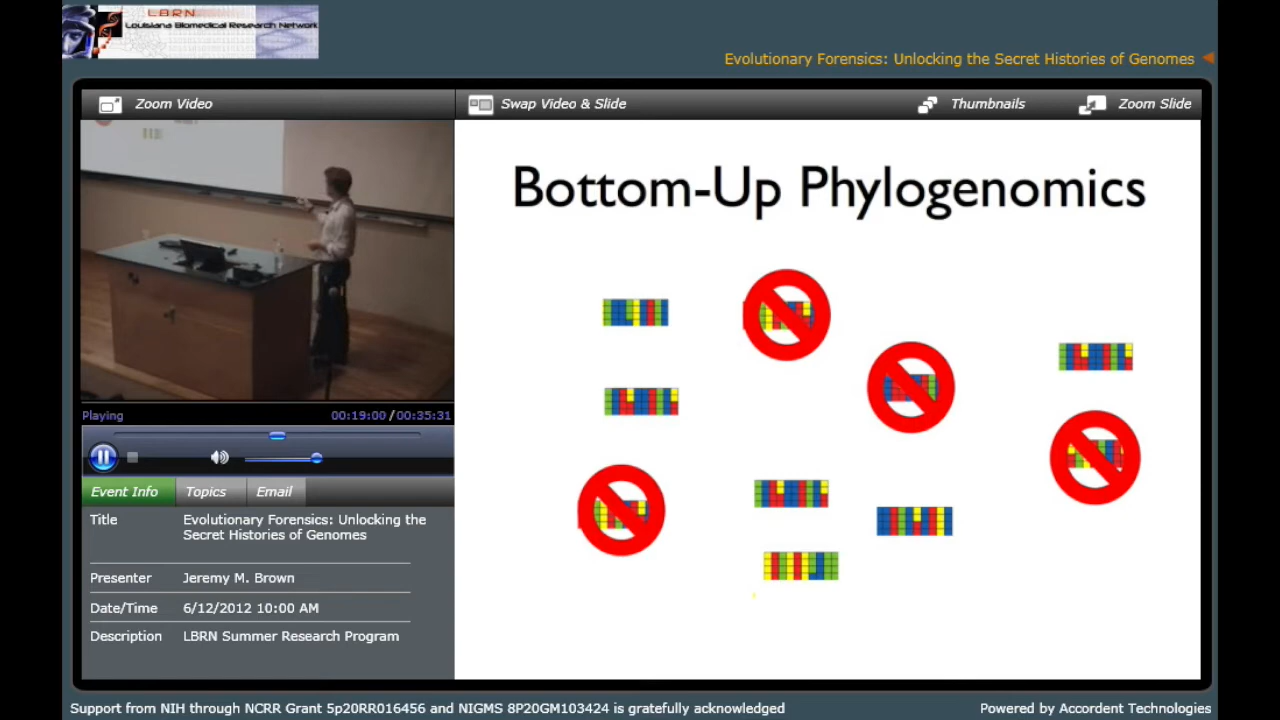 LBRN
Louisiana Biomedical Research Network
Evolutionary Forensics: Unlocking the Secret Histories of Genomes
Zoom Video
Swap Video & Slide
Thumbnails
Zoom Slide
Bottom-Up Phylogenomics
Playing
00:19:00 / 00:35:31
Event Info
Topics
Email
Title
Evolutionary Forensics: Unlocking the
Secret Histories of Genomes
Presenter
Jeremy M. Brown
Date/Time
6/12/2012 10:00 AM
Description
LBRN Summer Research Program
Support from NIH through NCRR Grant 5p20RR016456 and NIGMS 8P20GM103424 is gratefully acknowledged
Powered by Accordent Technologies